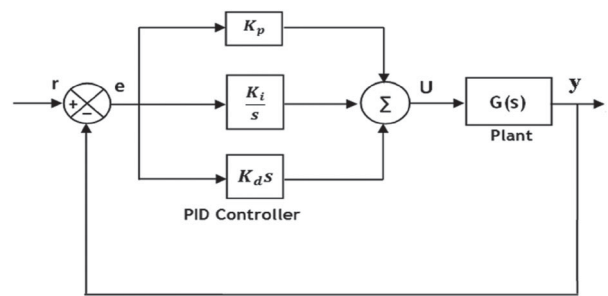 K_p
r
e
+
−
K_i
s
Σ
U
G(s)
y
Plant
K_d s
PID Controller